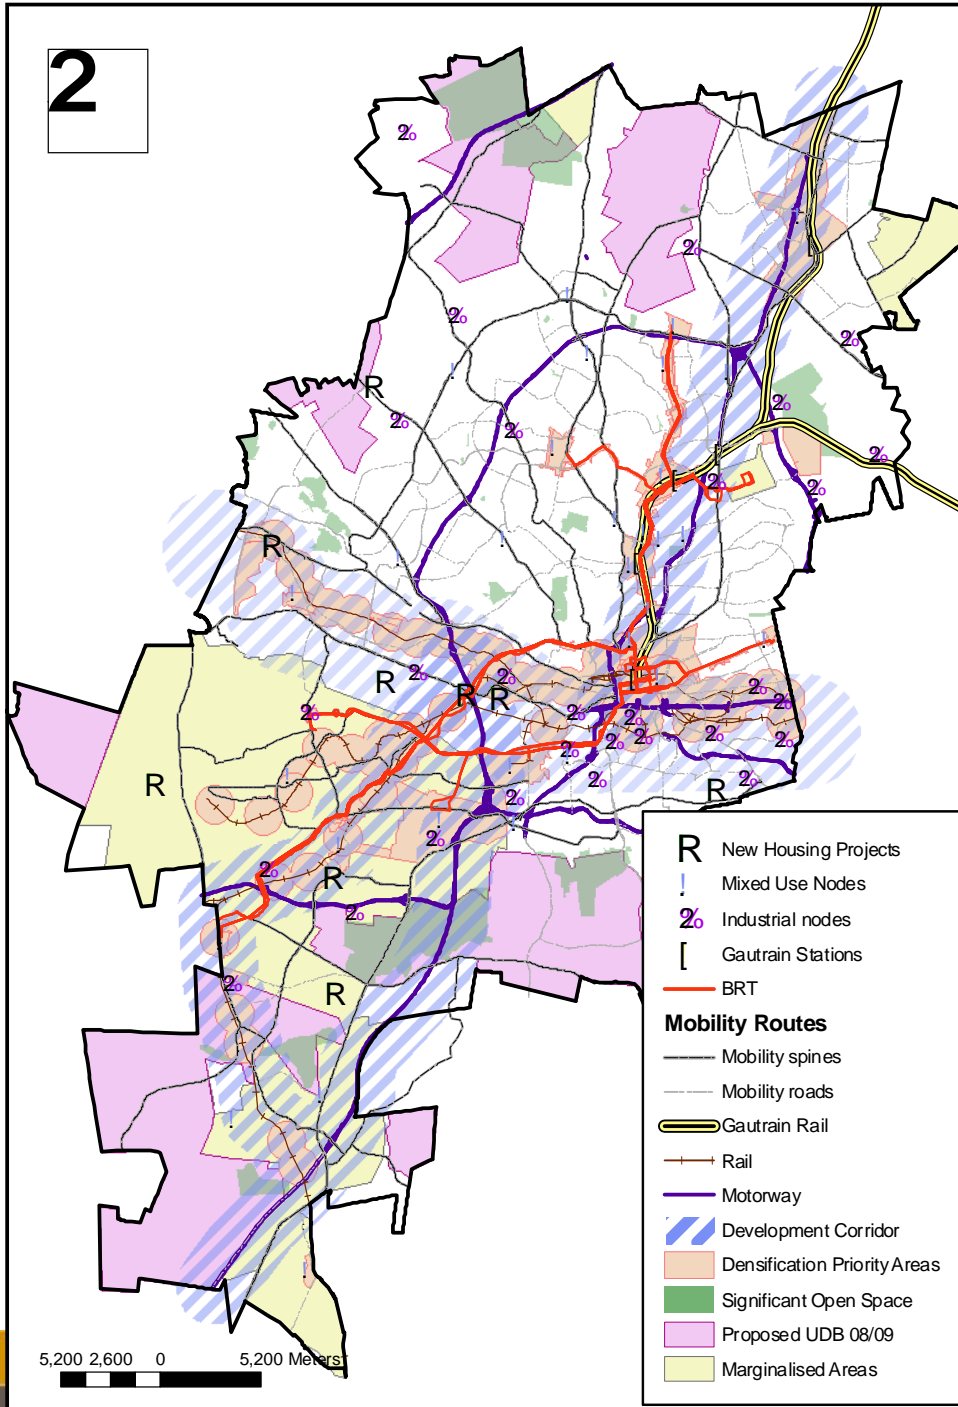 2
R New Housing Projects
! Mixed Use Nodes
% Industrial nodes
[ Gautrain Stations
BRT
Mobility Routes
Mobility spines
Mobility roads
Gautrain Rail
Rail
Motorway
Development Corridor
Densification Priority Areas
Significant Open Space
Proposed UDB 08/09
Marginalised Areas
5,200 2,600 0 5,200 Meters
R
R
R
R
R
R
R
R
R